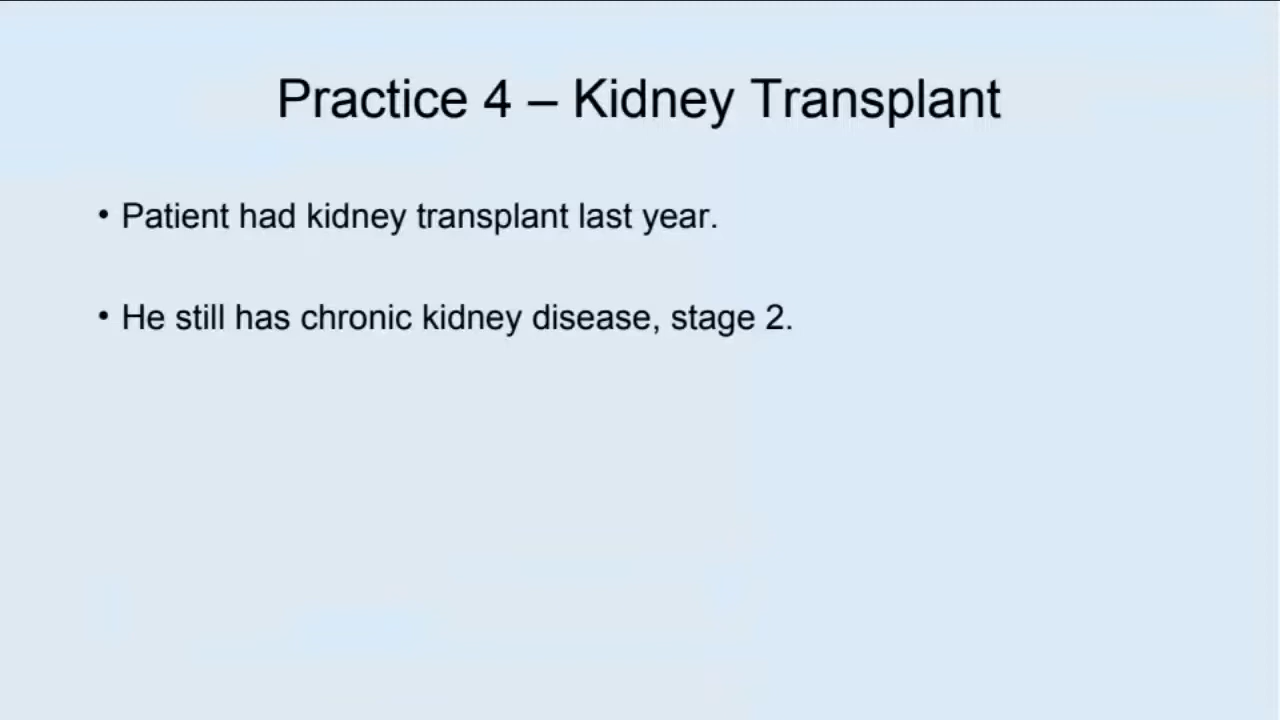 Practice 4 – Kidney Transplant
• Patient had kidney transplant last year.
• He still has chronic kidney disease, stage 2.